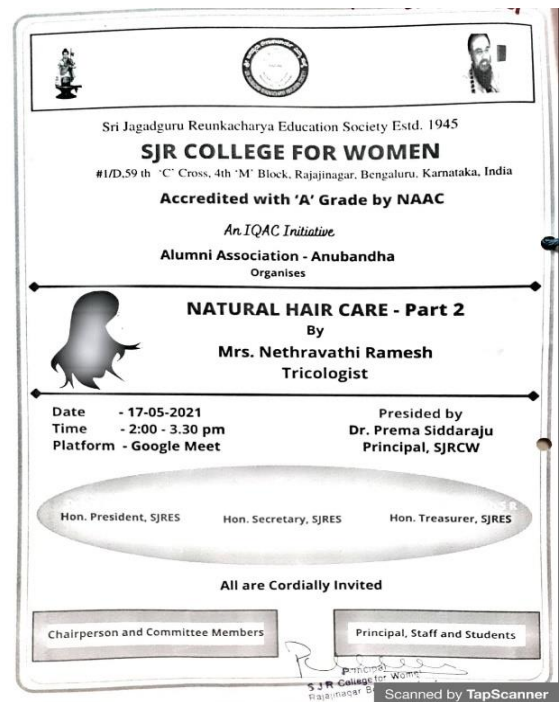 Sri Jagadguru Reunkacharya Education Society Estd. 1945
SJR COLLEGE FOR WOMEN
#1/D,59 th 'C' Cross, 4th 'M' Block, Rajajinagar, Bengaluru, Karnataka, India
Accredited with 'A' Grade by NAAC
An IQAC Initiative
Alumni Association - Anubandha
Organises
NATURAL HAIR CARE - Part 2
By
Mrs. Nethravathi Ramesh
Tricologist
Date - 17-05-2021
Time - 2:00 - 3.30 pm
Platform - Google Meet
Presided by
Dr. Prema Siddaraju
Principal, SJRCW
Hon. President, SJRES
Hon. Secretary, SJRES
Hon. Treasurer, SJRES
All are Cordially Invited
Chairperson and Committee Members
Principal, Staff and Students
Principal
S J R College for Women
Rajajinagar
Scanned by TapScanner